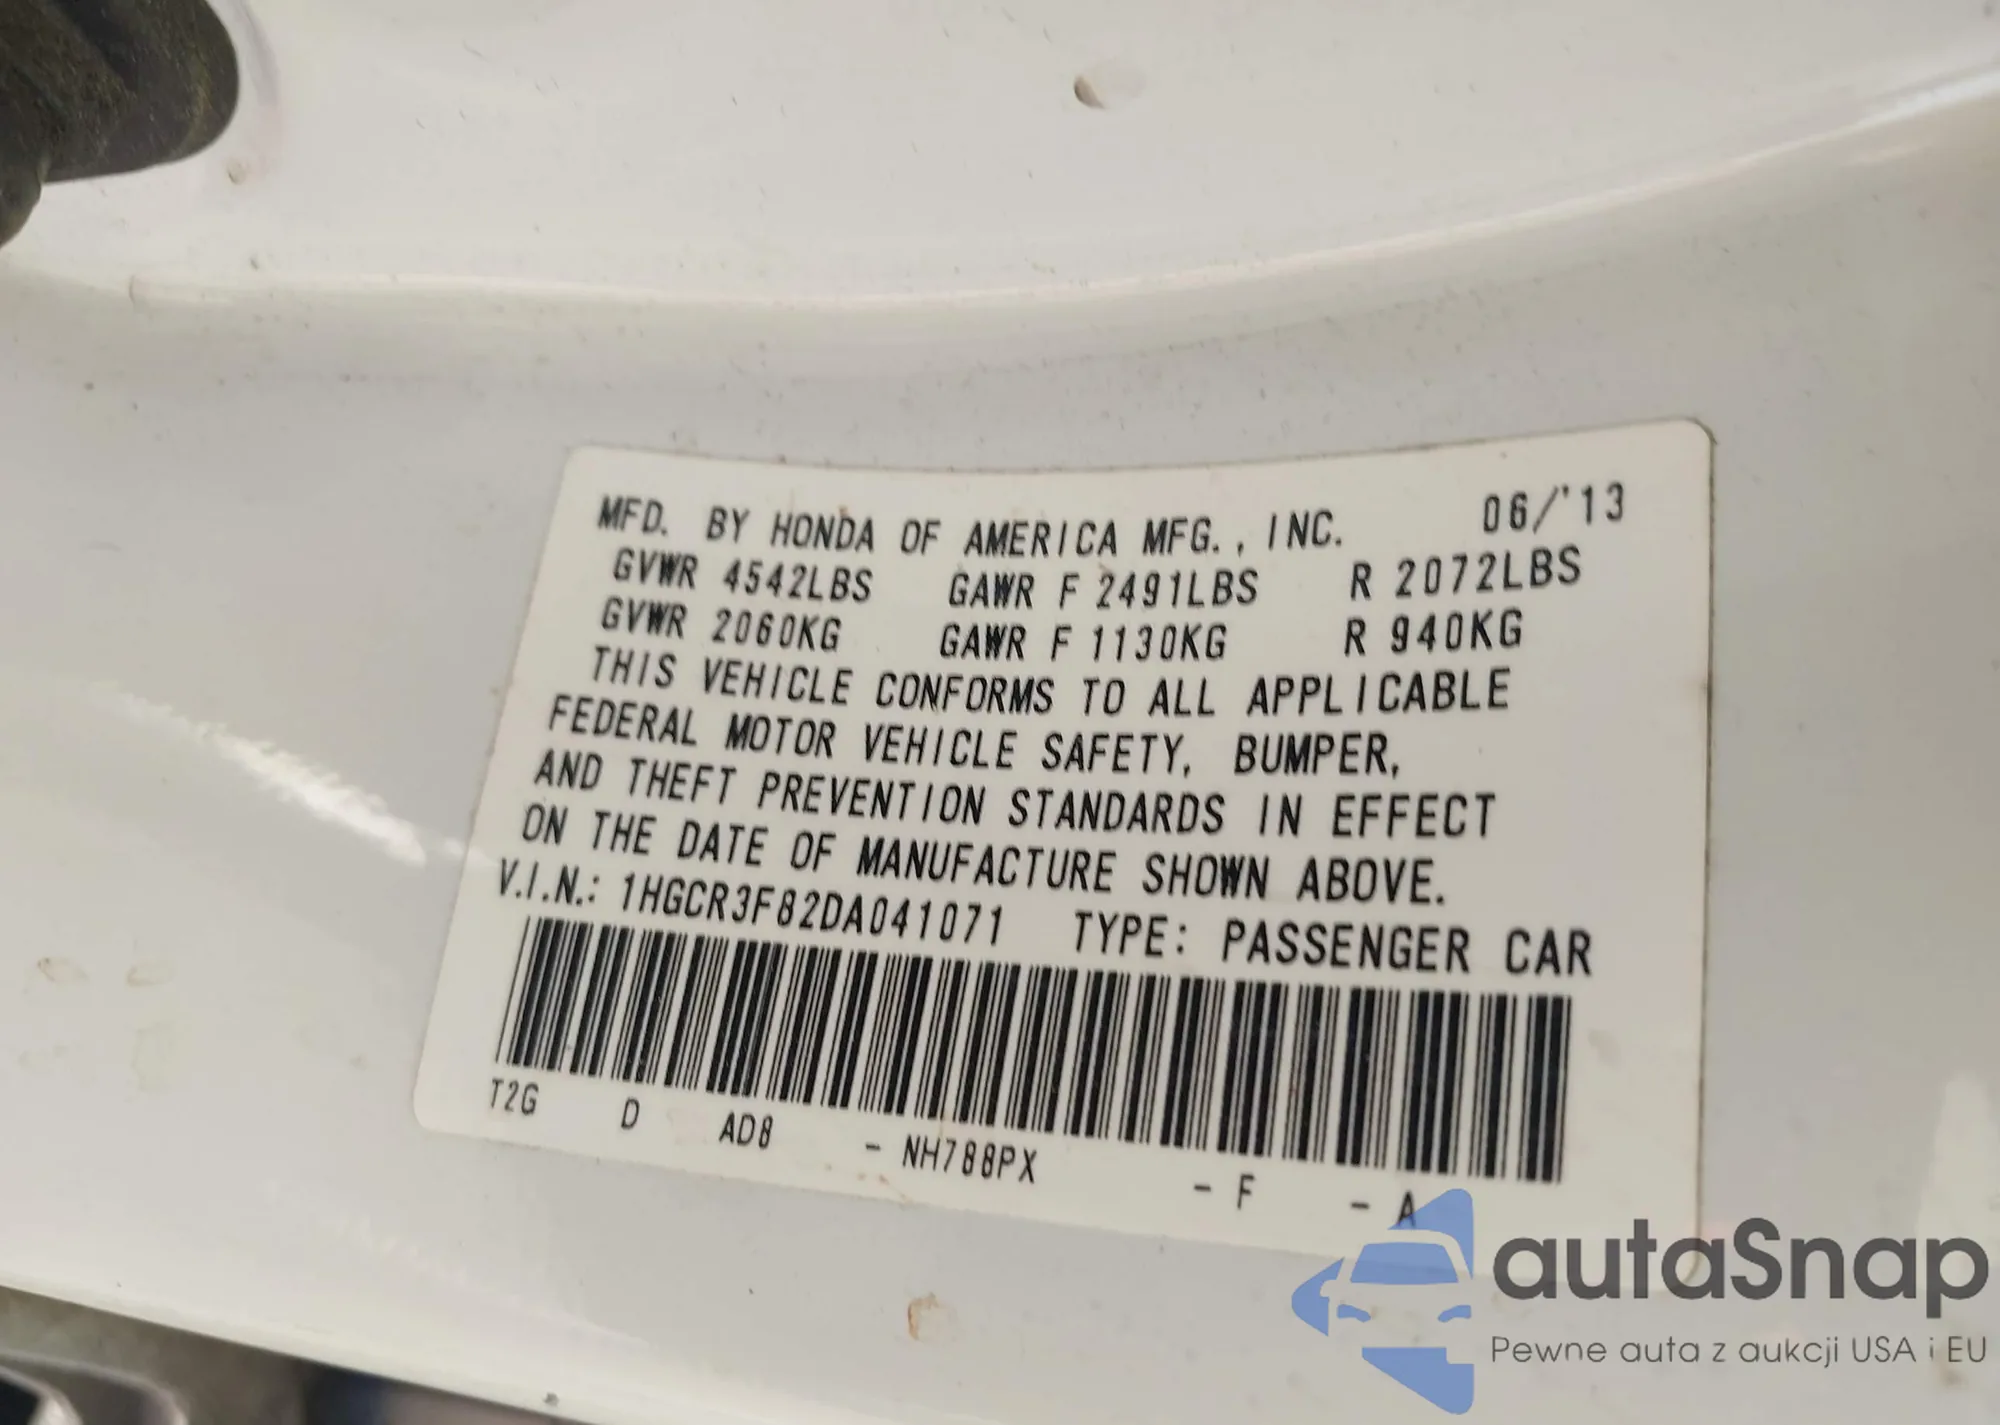 MFD. BY HONDA OF AMERICA MFG., INC. 06/'13
GVWR 4542LBS GAWR F 2491LBS R 2072LBS
GVWR 2060KG GAWR F 1130KG R 940KG
THIS VEHICLE CONFORMS TO ALL APPLICABLE
FEDERAL MOTOR VEHICLE SAFETY, BUMPER,
AND THEFT PREVENTION STANDARDS IN EFFECT
ON THE DATE OF MANUFACTURE SHOWN ABOVE.
V.I.N.: 1HGCR3F82DA041071 TYPE: PASSENGER CAR
T2G D AD8 - NH788PX - F - A
autaSnap
Pewne auta z aukcji USA i EU